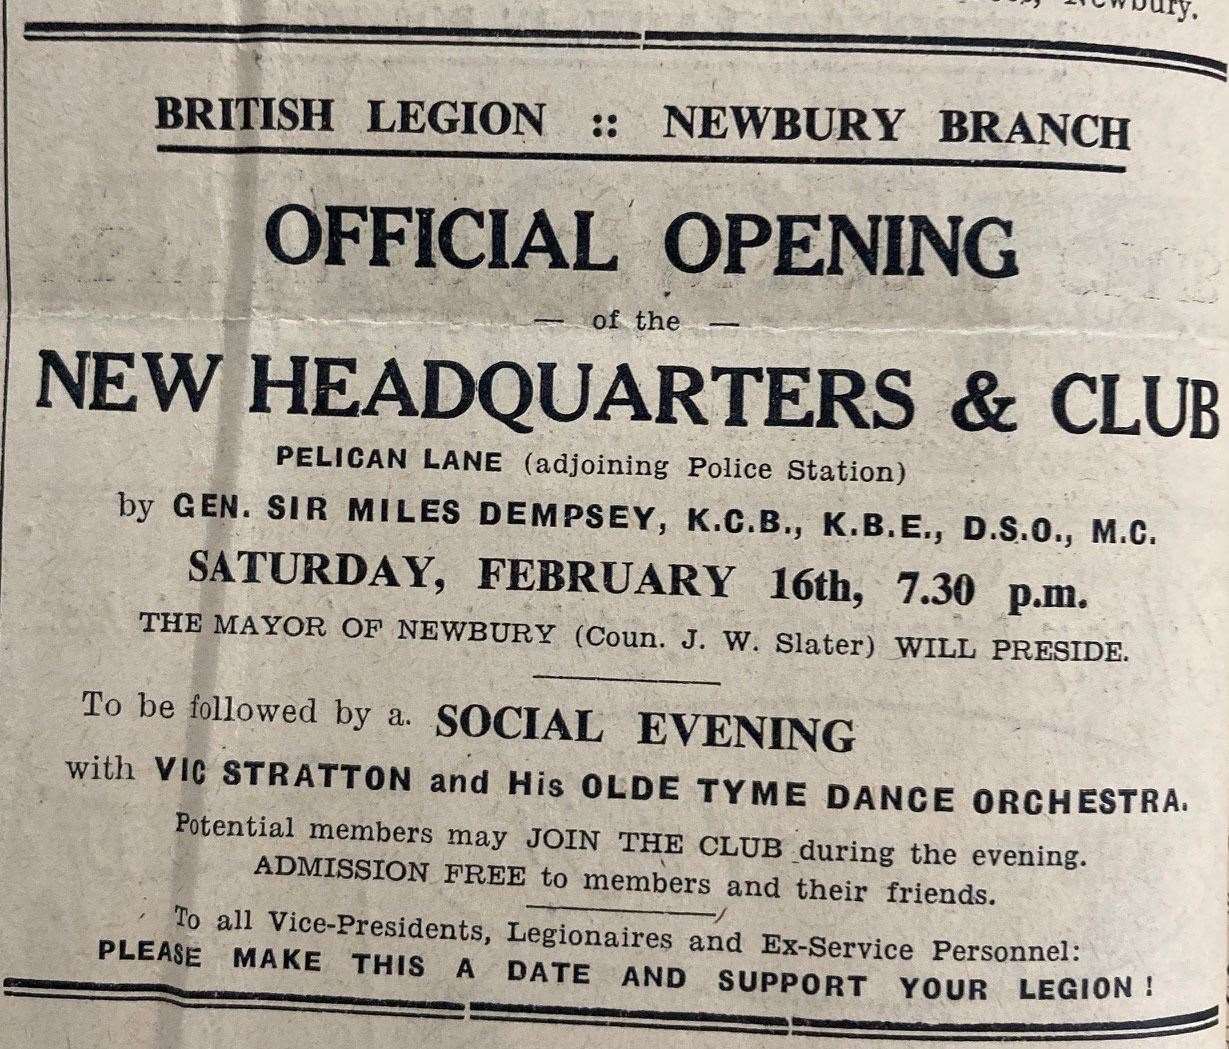 Newbury.
BRITISH LEGION :: NEWBURY BRANCH
OFFICIAL OPENING
— of the —
NEW HEADQUARTERS & CLUB
PELICAN LANE (adjoining Police Station)
by GEN. SIR MILES DEMPSEY, K.C.B., K.B.E., D.S.O., M.C.
SATURDAY, FEBRUARY 16th, 7.30 p.m.
THE MAYOR OF NEWBURY (Coun. J. W. Slater) WILL PRESIDE.
To be followed by a. SOCIAL EVENING
with VIC STRATTON and His OLDE TYME DANCE ORCHESTRA.
Potential members may JOIN THE CLUB during the evening.
ADMISSION FREE to members and their friends.
To all Vice-Presidents, Legionaires and Ex-Service Personnel:
PLEASE MAKE THIS A DATE AND SUPPORT YOUR LEGION !